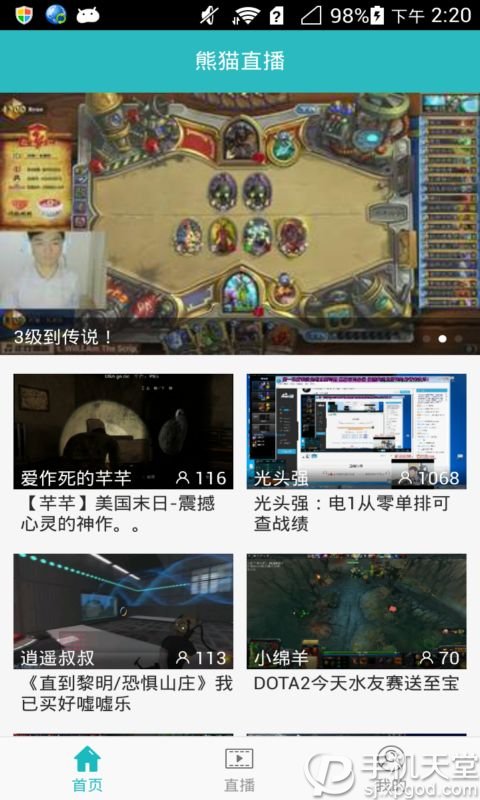 98%
下午 2:20
熊猫直播
3级到传说！
爱作死的芊芊
116
光头强
1068
【芊芊】美国末日-震撼
心灵的神作。。
光头强：电1从零单排可
查战绩
逍遥叔叔
113
小绵羊
70
《直到黎明/恐惧山庄》我
已买好嘘嘘乐
DOTA2今天水友赛送至宝
首页
直播
我的
手机天堂
sj.xpgod.com